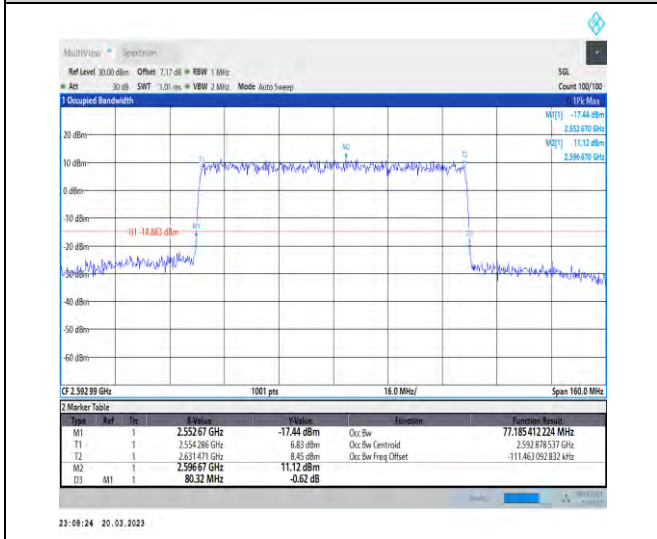 MultiView Spectrum
Ref Level 30.00 dBm Offset 7.17 dB RBW 1 MHz SGL
Att 30 dB SWT 1.01 ms VBW 2 MHz Mode Auto Sweep Count 100/100
1 Occupied Bandwidth 1Pk Max
M1[1] -17.44 dBm
2.552 670 GHz
M2[1] 11.12 dBm
2.596 670 GHz
20 dBm
M2
T1 T2
10 dBm
0 dBm
-10 dBm
M1
H1 -14.883 dBm
D3
-20 dBm
-30 dBm
-40 dBm
-50 dBm
-60 dBm
CF 2.592 99 GHz 1001 pts 16.0 MHz/ Span 160.0 MHz
2 Marker Table
Type Ref Trc X-Value Y-Value Function Function Result
M1 1 2.552 67 GHz -17.44 dBm Occ Bw 77.185 412 224 MHz
T1 1 2.554 286 GHz 6.83 dBm Occ Bw Centroid 2.592 878 537 GHz
T2 1 2.631 471 GHz 8.45 dBm Occ Bw Freq Offset -111.463 092 832 kHz
M2 1 2.596 67 GHz 11.12 dBm
D3 M1 1 80.32 MHz -0.62 dB
23:08:24 20.03.2023